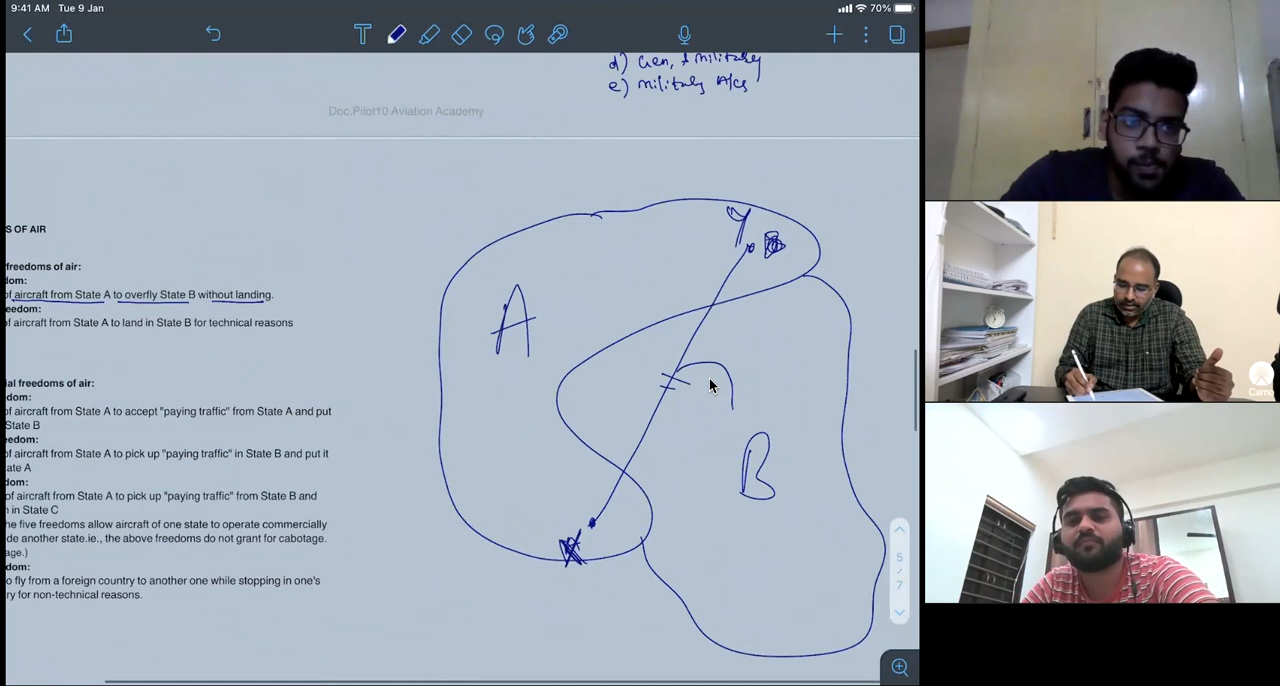 9:41 AM Tue 9 Jan
70%
d) Gen, & military
e) military A/Cs
Doc.Pilot10 Aviation Academy
S OF AIR
freedoms of air:
dom:
of aircraft from State A to overfly State B without landing.
eedom:
of aircraft from State A to land in State B for technical reasons
ial freedoms of air:
dom:
of aircraft from State A to accept "paying traffic" from State A and put
State B
eedom:
of aircraft from State A to pick up "paying traffic" in State B and put it
ate A
dom:
of aircraft from State A to pick up "paying traffic" from State B and
n in State C
ne five freedoms allow aircraft of one state to operate commercially
de another state.ie., the above freedoms do not grant for cabotage.
age.)
dom:
o fly from a foreign country to another one while stopping in one's
ry for non-technical reasons.
A
Y
B
5
/
7
Camo